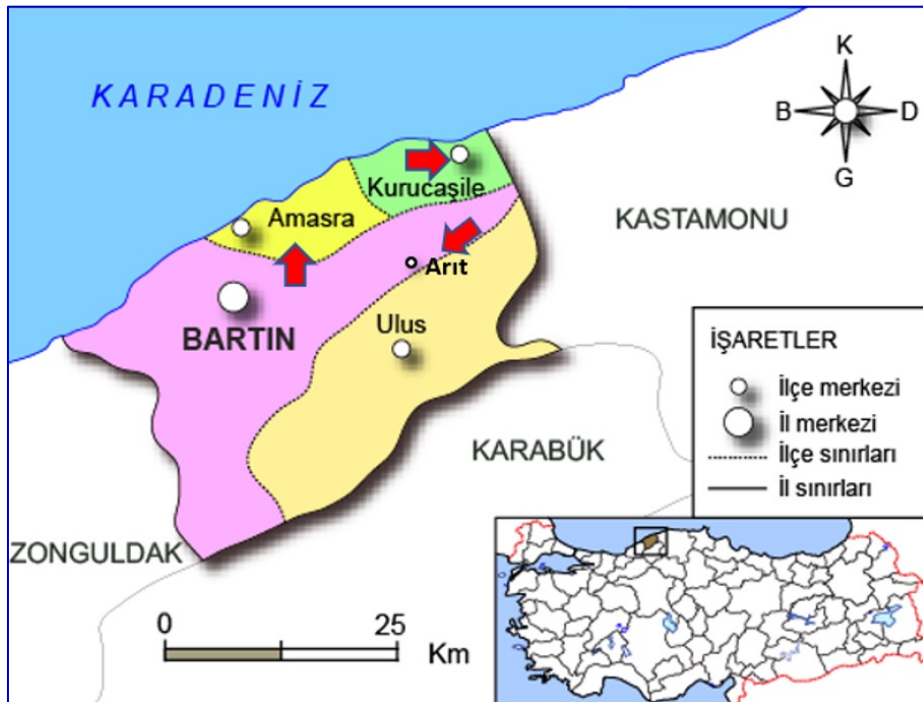 KARADENİZ
K
B
D
G
Kurucaşile
Amasra
KASTAMONU
Arıt
Ulus
BARTIN
İŞARETLER
İlçe merkezi
İl merkezi
İlçe sınırları
İl sınırları
KARABÜK
ZONGULDAK
0 25
Km